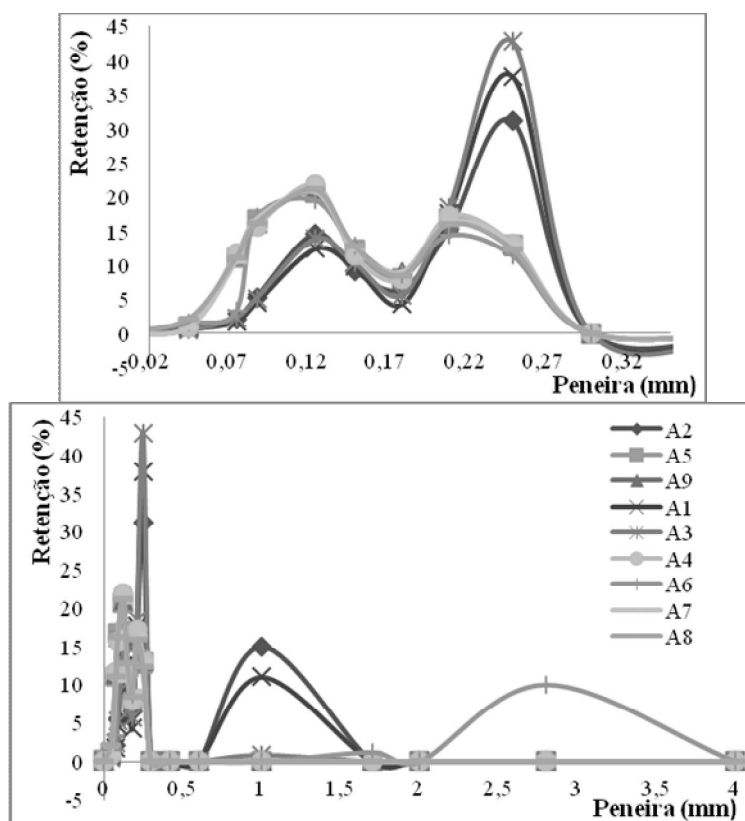 Retenção (%)
45
40
35
30
25
20
15
10
5
0
-5
0,02 0,07 0,12 0,17 0,22 0,27 0,32
Peneira (mm)
Retenção (%)
45
40
35
30
25
20
15
10
5
0
-5
0 0,5 1 1,5 2 2,5 3 3,5 4
Peneira (mm)
A2
A5
A9
A1
A3
A4
A6
A7
A8